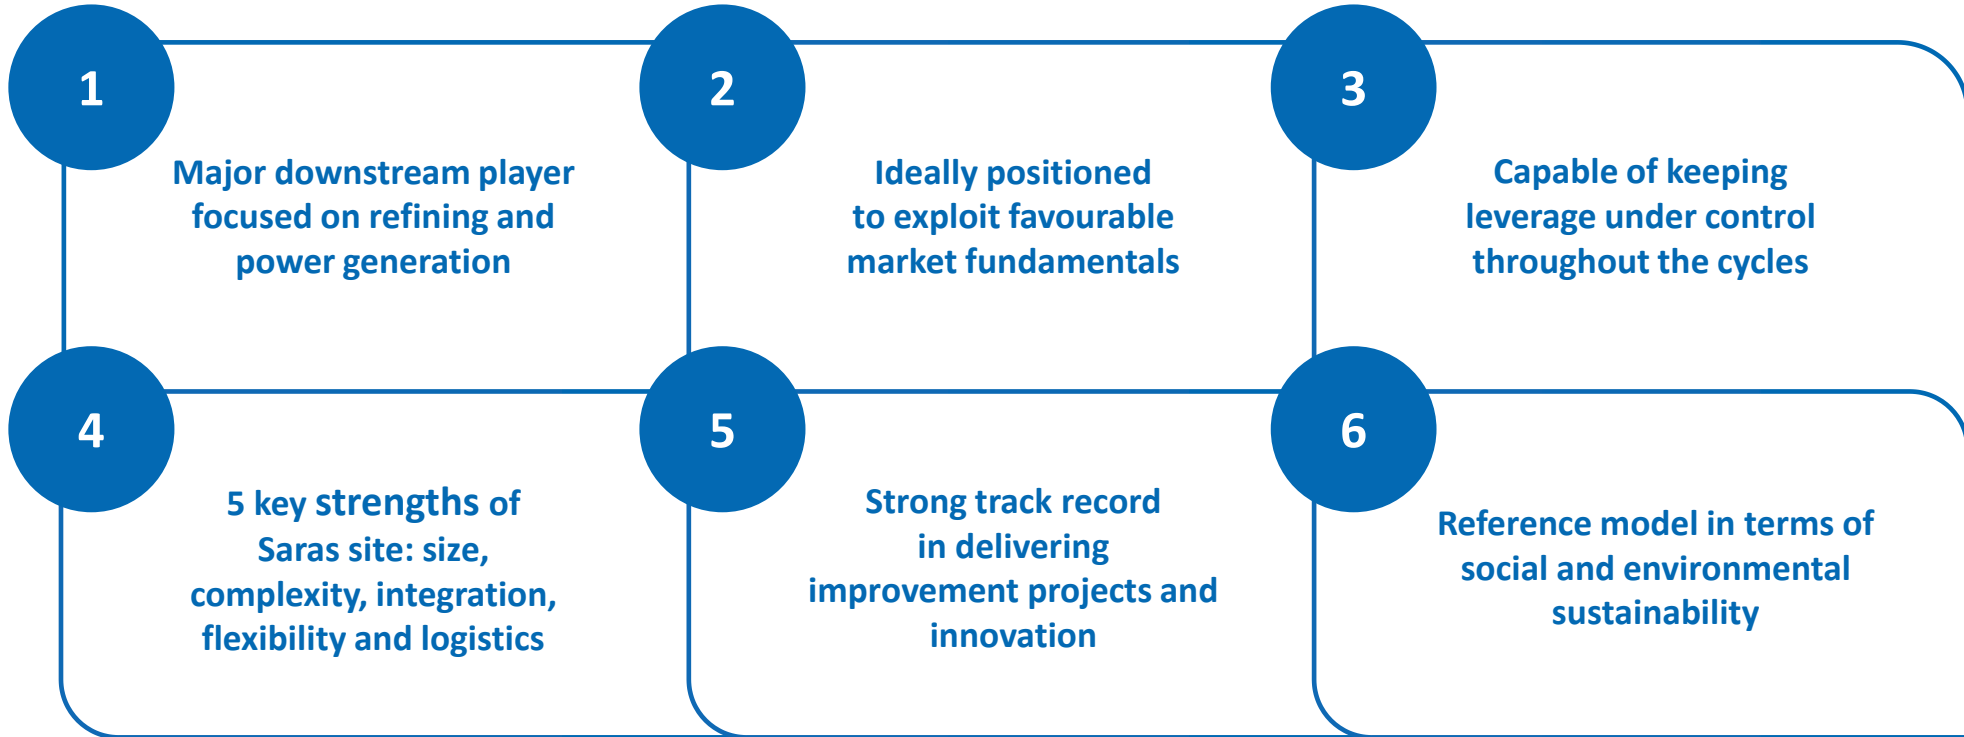 1
Major downstream player
focused on refining and
power generation
2
Ideally positioned
to exploit favourable
market fundamentals
3
Capable of keeping
leverage under control
throughout the cycles
4
5 key strengths of
Saras site: size,
complexity, integration,
flexibility and logistics
5
Strong track record
in delivering
improvement projects and
innovation
6
Reference model in terms of
social and environmental
sustainability